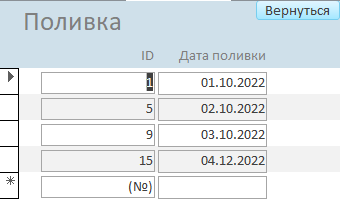 Вернуться
Поливка
ID Дата поливки
1 01.10.2022
5 02.10.2022
9 03.10.2022
15 04.12.2022
* (№)